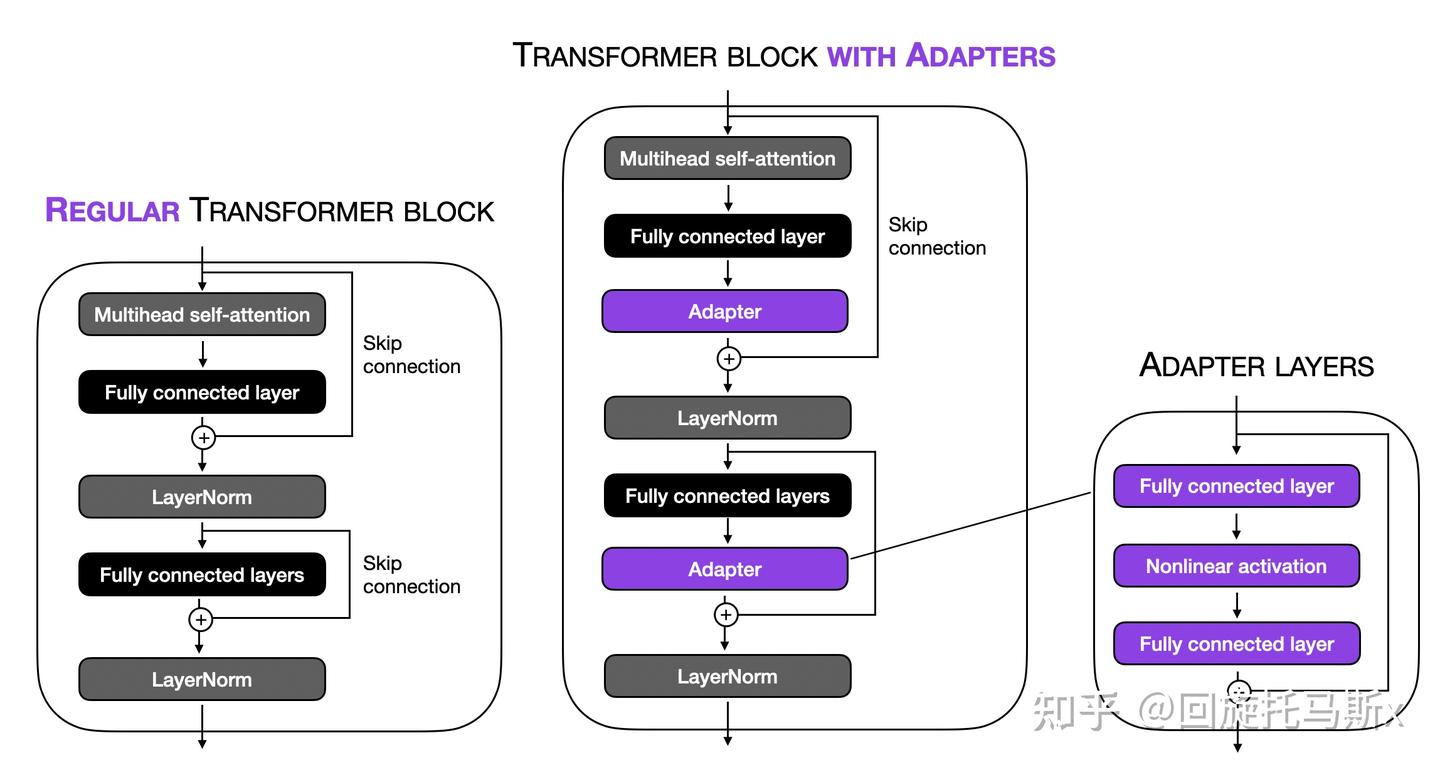 TRANSFORMER BLOCK WITH ADAPTERS
Multihead self-attention
Fully connected layer
Adapter
Skip
connection
LayerNorm
Fully connected layers
Adapter
LayerNorm
REGULAR TRANSFORMER BLOCK
Multihead self-attention
Fully connected layer
Skip
connection
LayerNorm
Fully connected layers
Skip
connection
LayerNorm
ADAPTER LAYERS
Fully connected layer
Nonlinear activation
Fully connected layer
知乎 @回旋托马斯x